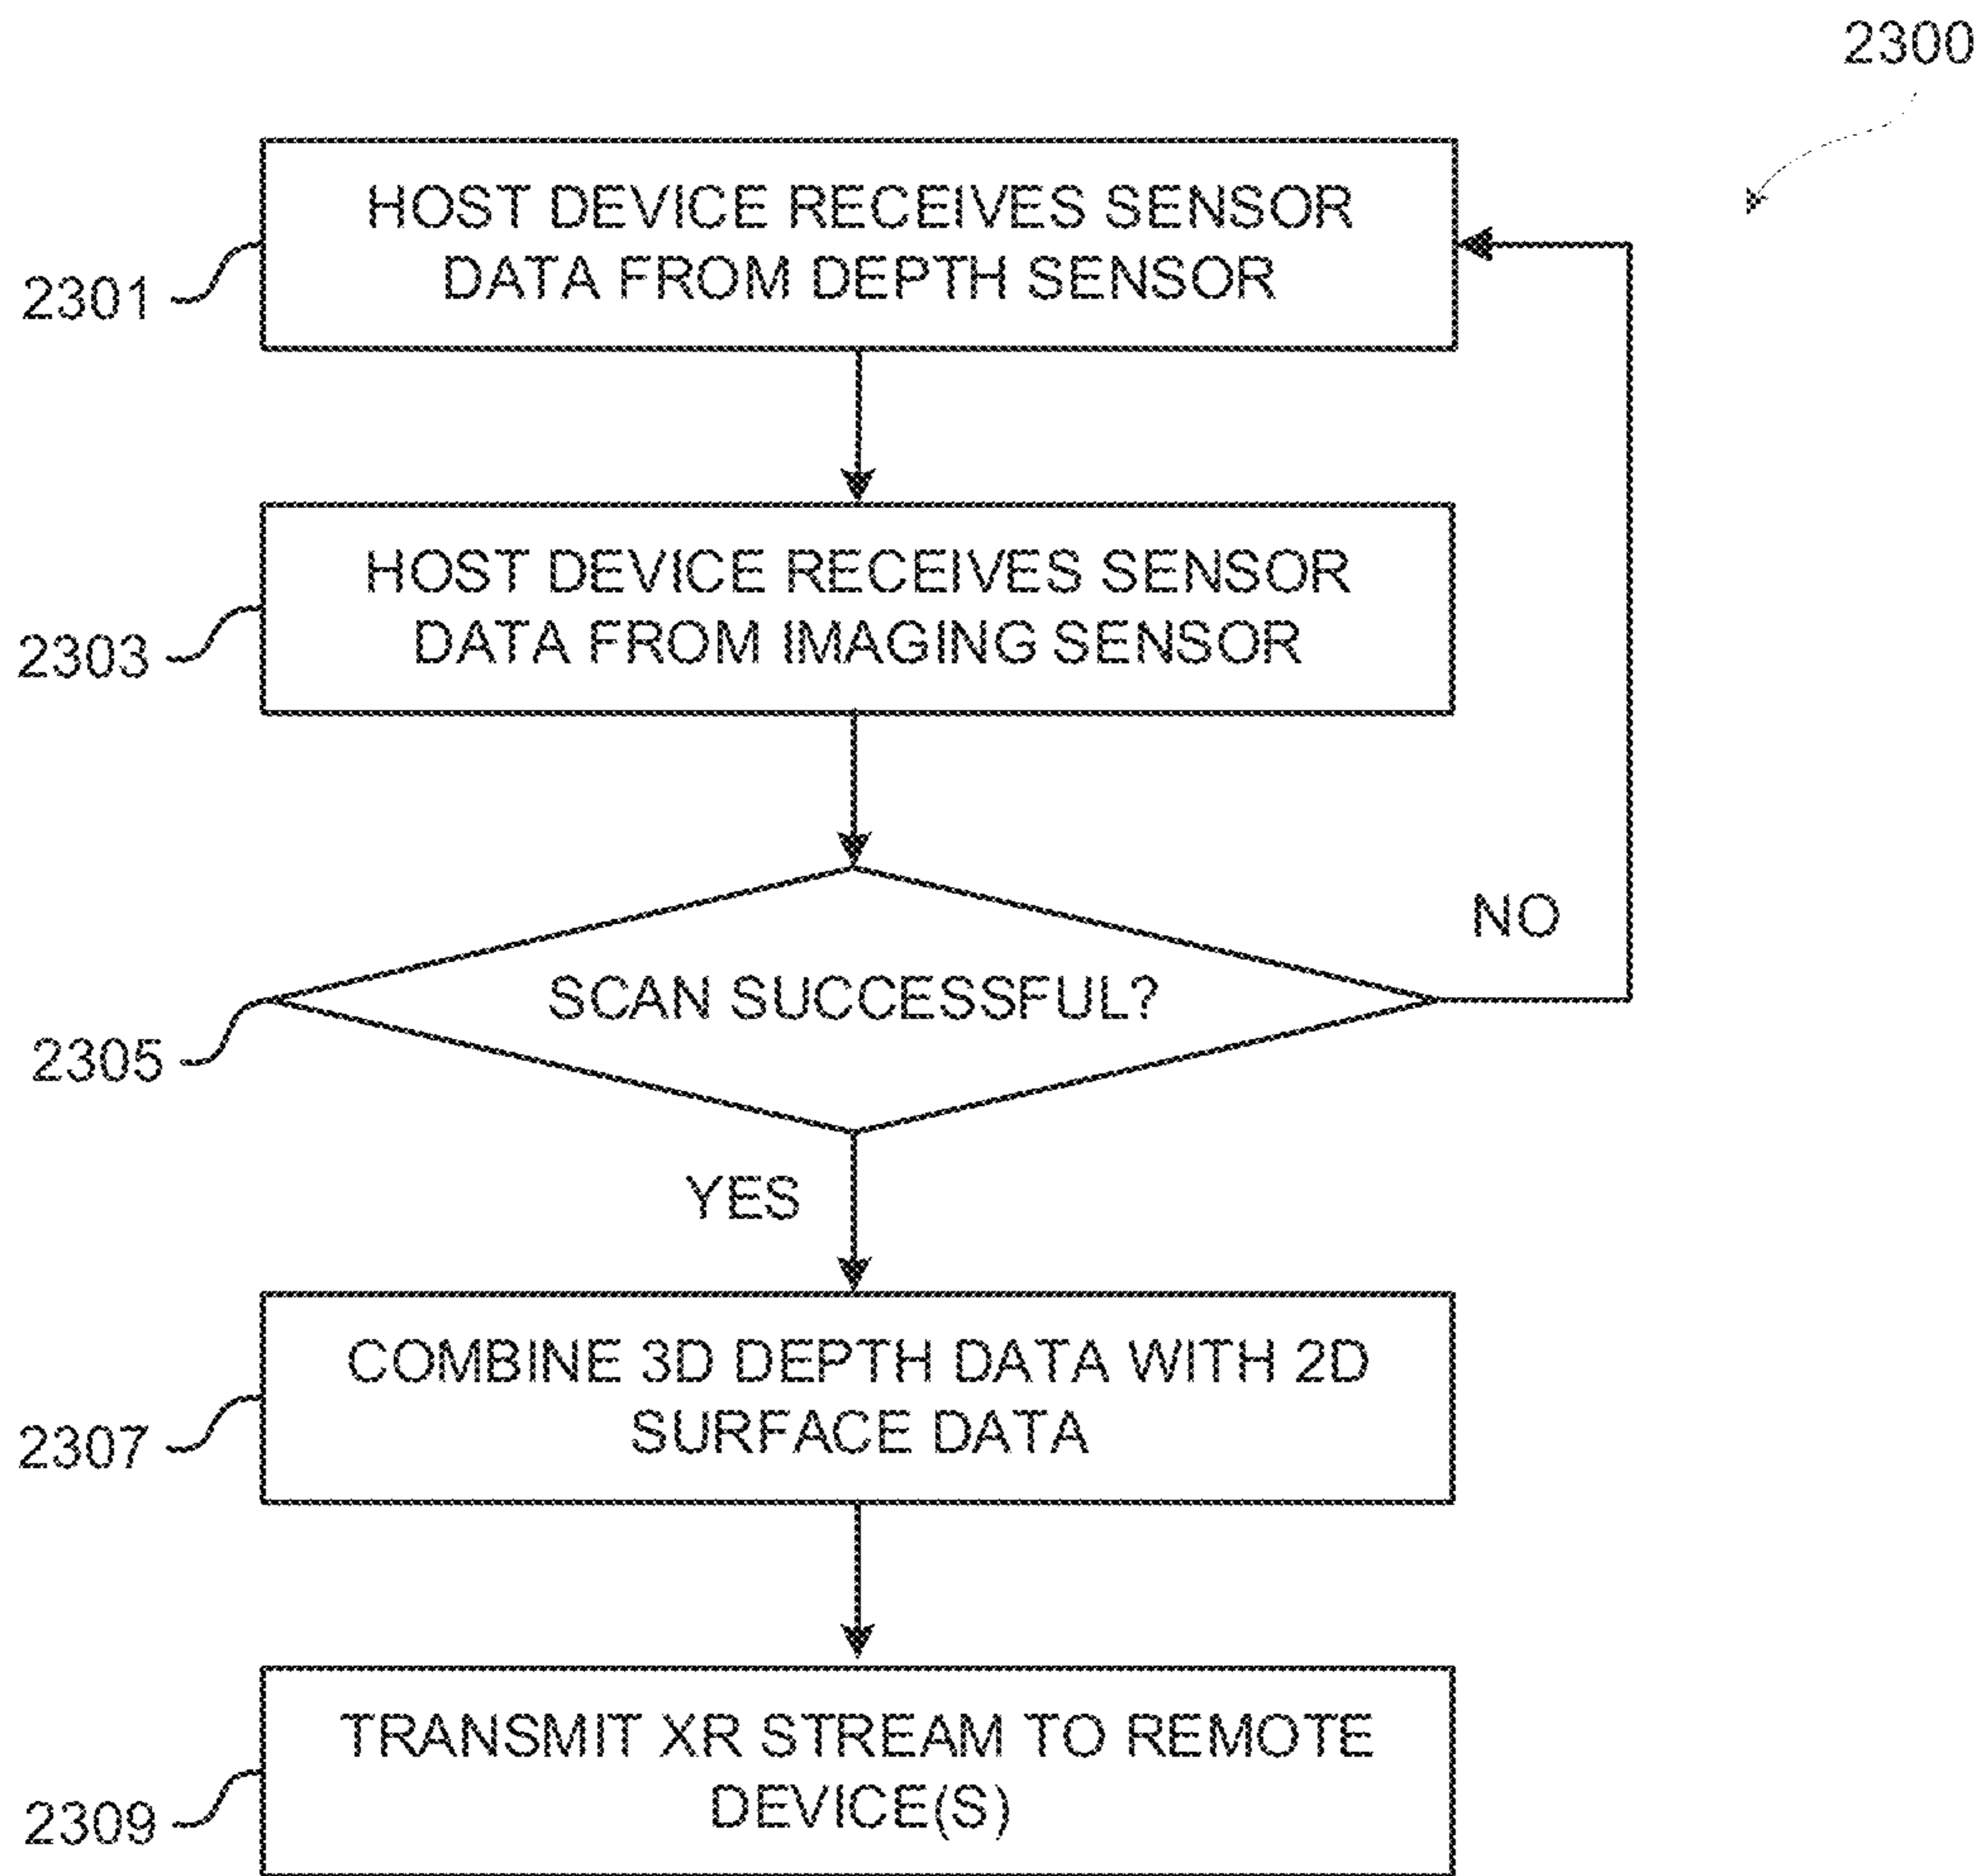 2300
HOST DEVICE RECEIVES SENSOR
DATA FROM DEPTH SENSOR
2301
HOST DEVICE RECEIVES SENSOR
DATA FROM IMAGING SENSOR
2303
NO
SCAN SUCCESSFUL?
2305
YES
COMBINE 3D DEPTH DATA WITH 2D
SURFACE DATA
2307
TRANSMIT XR STREAM TO REMOTE
DEVICE(S)
2309